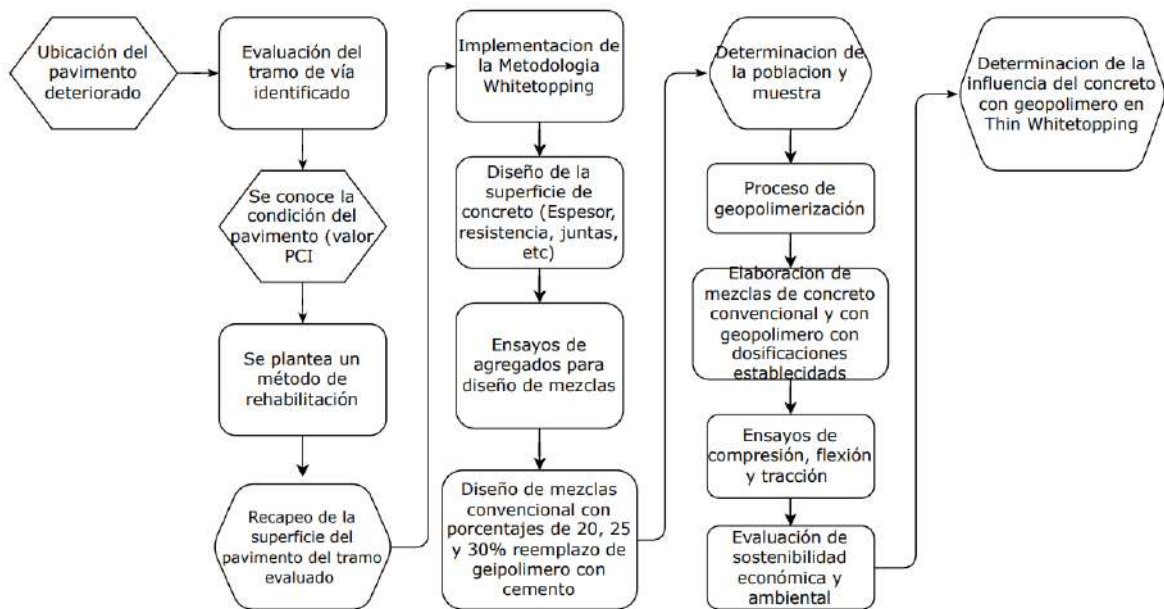 Ubicación del
pavimento
deteriorado
Evaluación del
tramo de vía
identificado
Se conoce la
condición del
pavimento (valor
PCI
Se plantea un
método de
rehabilitación
Recapeo de la
superficie del
pavimento del tramo
evaluado
Implementacion de
la Metodologia
Whitetopping
Diseño de la
superficie de
concreto (Espesor,
resistencia, juntas,
etc)
Ensayos de
agregados para
diseño de mezclas
Diseño de mezclas
convencional con
porcentajes de 20, 25
y 30% reemplazo de
geipolimero con
cemento
Determinacion de
la poblacion y
muestra
Proceso de
geopolimerización
Elaboracion de
mezclas de concreto
convencional y con
geopolimero con
dosificaciones
establecidads
Ensayos de
compresión, flexión
y tracción
Evaluación de
sostenibilidad
económica y
ambiental
Determinacion de la
influencia del concreto
con geopolimero en
Thin Whitetopping